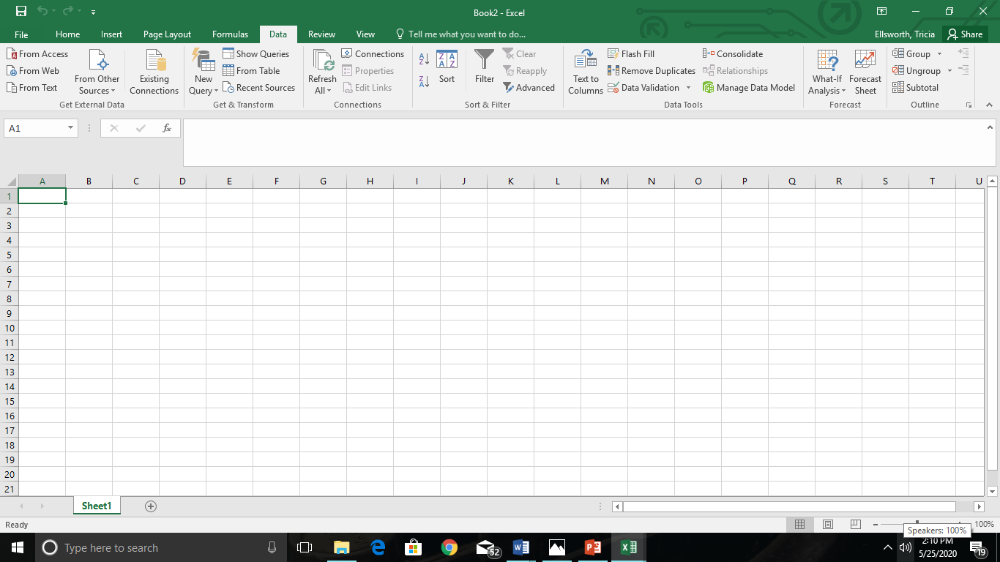 Book2 - Excel
File Home Insert Page Layout Formulas Data Review View Tell me what you want to do... Ellsworth, Tricia Share
From Access
From Web
From Text
From Other
Sources
Existing
Connections
Get External Data
New
Query
Show Queries
From Table
Recent Sources
Get & Transform
Refresh
All
Connections
Properties
Edit Links
Connections
Sort
Filter
Clear
Reapply
Advanced
Sort & Filter
Text to
Columns
Flash Fill
Remove Duplicates
Data Validation
Consolidate
Relationships
Manage Data Model
Data Tools
What-If
Analysis
Forecast
Sheet
Forecast
Group
Ungroup
Subtotal
Outline
A1 fx
A B C D E F G H I J K L M N O P Q R S T U
1
2
3
4
5
6
7
8
9
10
11
12
13
14
15
16
17
18
19
20
21
Sheet1
Ready 100%
Speakers: 100%
Type here to search 52 2:10 PM
5/25/2020 19